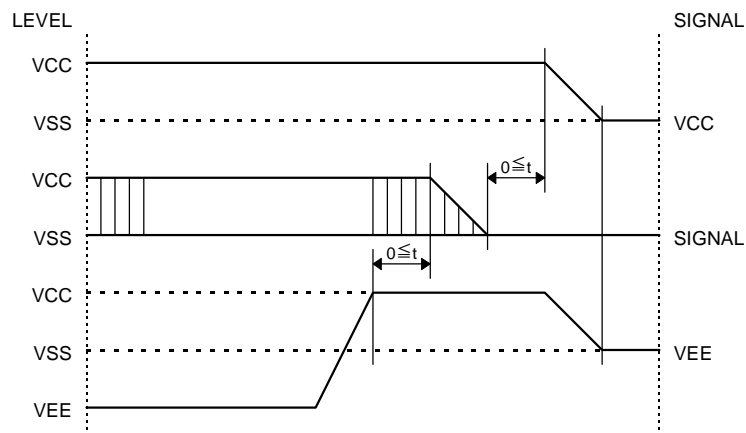 LEVEL SIGNAL
VCC
VSS VCC
0≦t
VCC
VSS SIGNAL
0≦t
VCC
VSS VEE
VEE